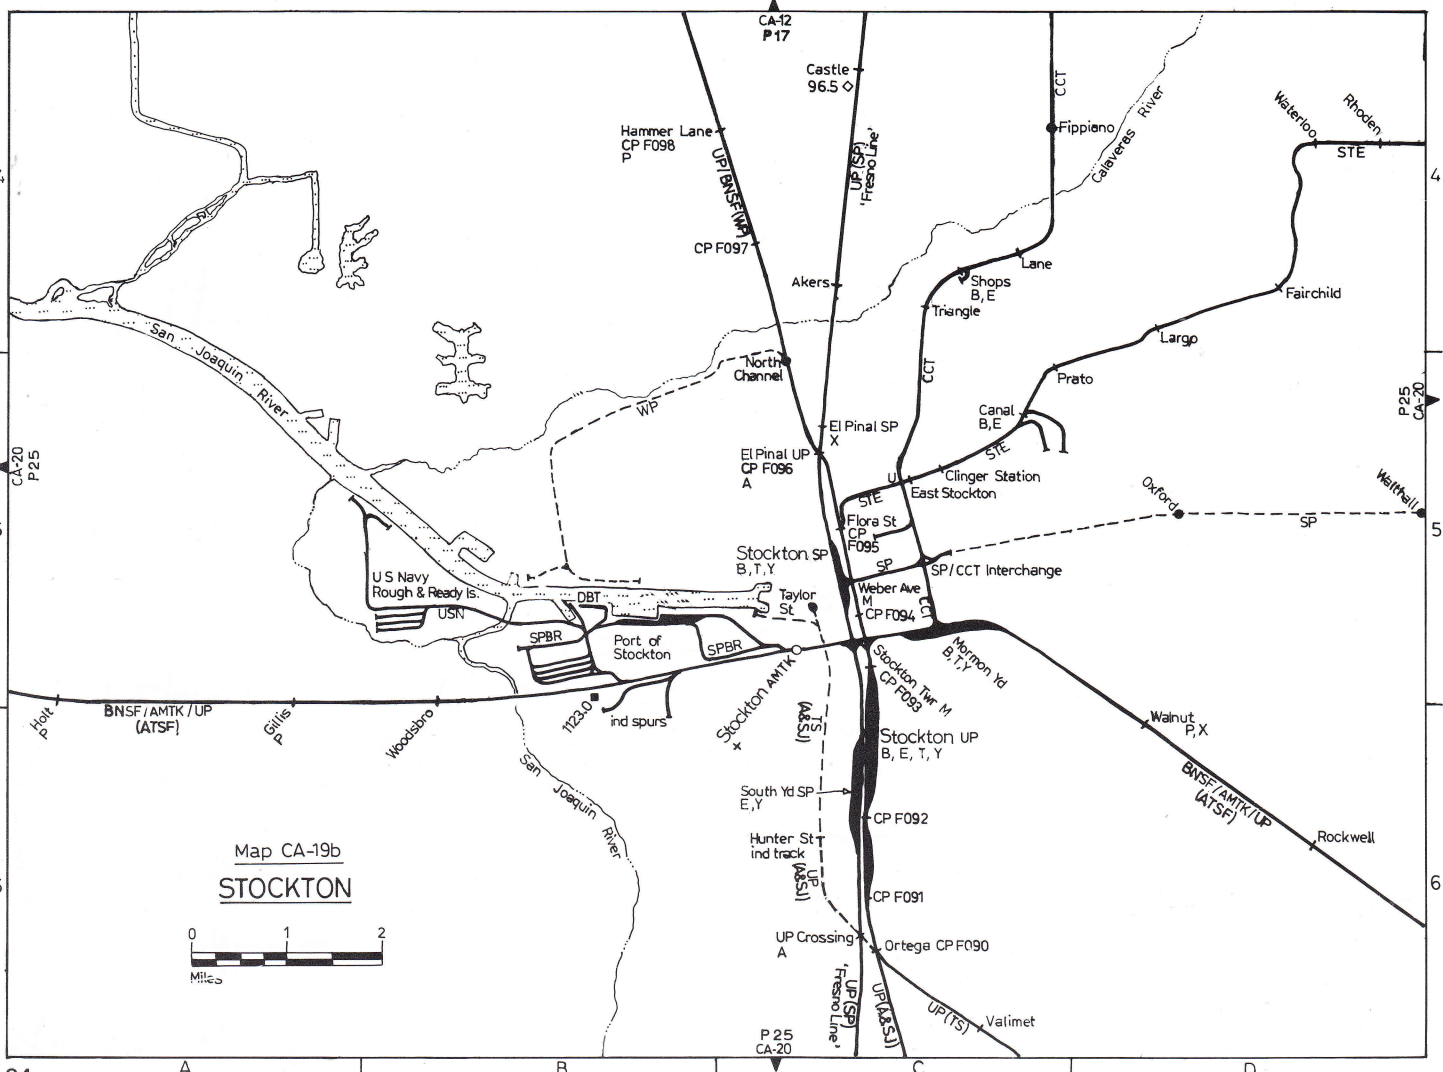 CA-12
P17
Castle
96.5
CCT
Fippiano
Calaveras River
Waterloo
Rhoden
STE
Hammer Lane
CP F098
P
UP/BNSF(WP)
UP(SP)
'Fresno Line'
4
CP F097
Akers
Lane
Shops
B,E
Triangle
Fairchild
Largo
San Joaquin River
North
Channel
CCT
Prato
WP
Canal
B,E
P25
CA-20
El Pinal SP
X
STE
El Pinal UP
CP F096
A
CA-20
P25
U
Clinger Station
East Stockton
STE
Oxford
Walthall
SP
Flora St
CP
F095
5
Stockton SP
B,T,Y
SP
SP/CCT Interchange
U S Navy
Rough & Ready Is.
USN
DBT
Taylor
St
Weber Ave
M
CP F094
CCT
SPBR
Port of
Stockton
SPBR
Mormon Yd
B,T,Y
Stockton AMTK
+
Stockton Twr M
CP F093
Holt
P
BNSF/AMTK/UP
(ATSF)
Gillis
P
Woodsbro
1123.0
ind spurs
TS
(A&SJ)
Stockton UP
B, E, T, Y
Walnut
P,X
San Joaquin River
South Yd SP
E,Y
CP F092
BNSF/AMTK/UP
(ATSF)
Rockwell
Hunter St
ind track
UP
(A&SJ)
Map CA-19b
STOCKTON
6
CP F091
0 1 2
Miles
UP Crossing
A
Ortega CP F090
UP(SP)
'Fresno Line'
UP(A&SJ)
UP(TS)
Valimet
P 25
CA-20
A B C D